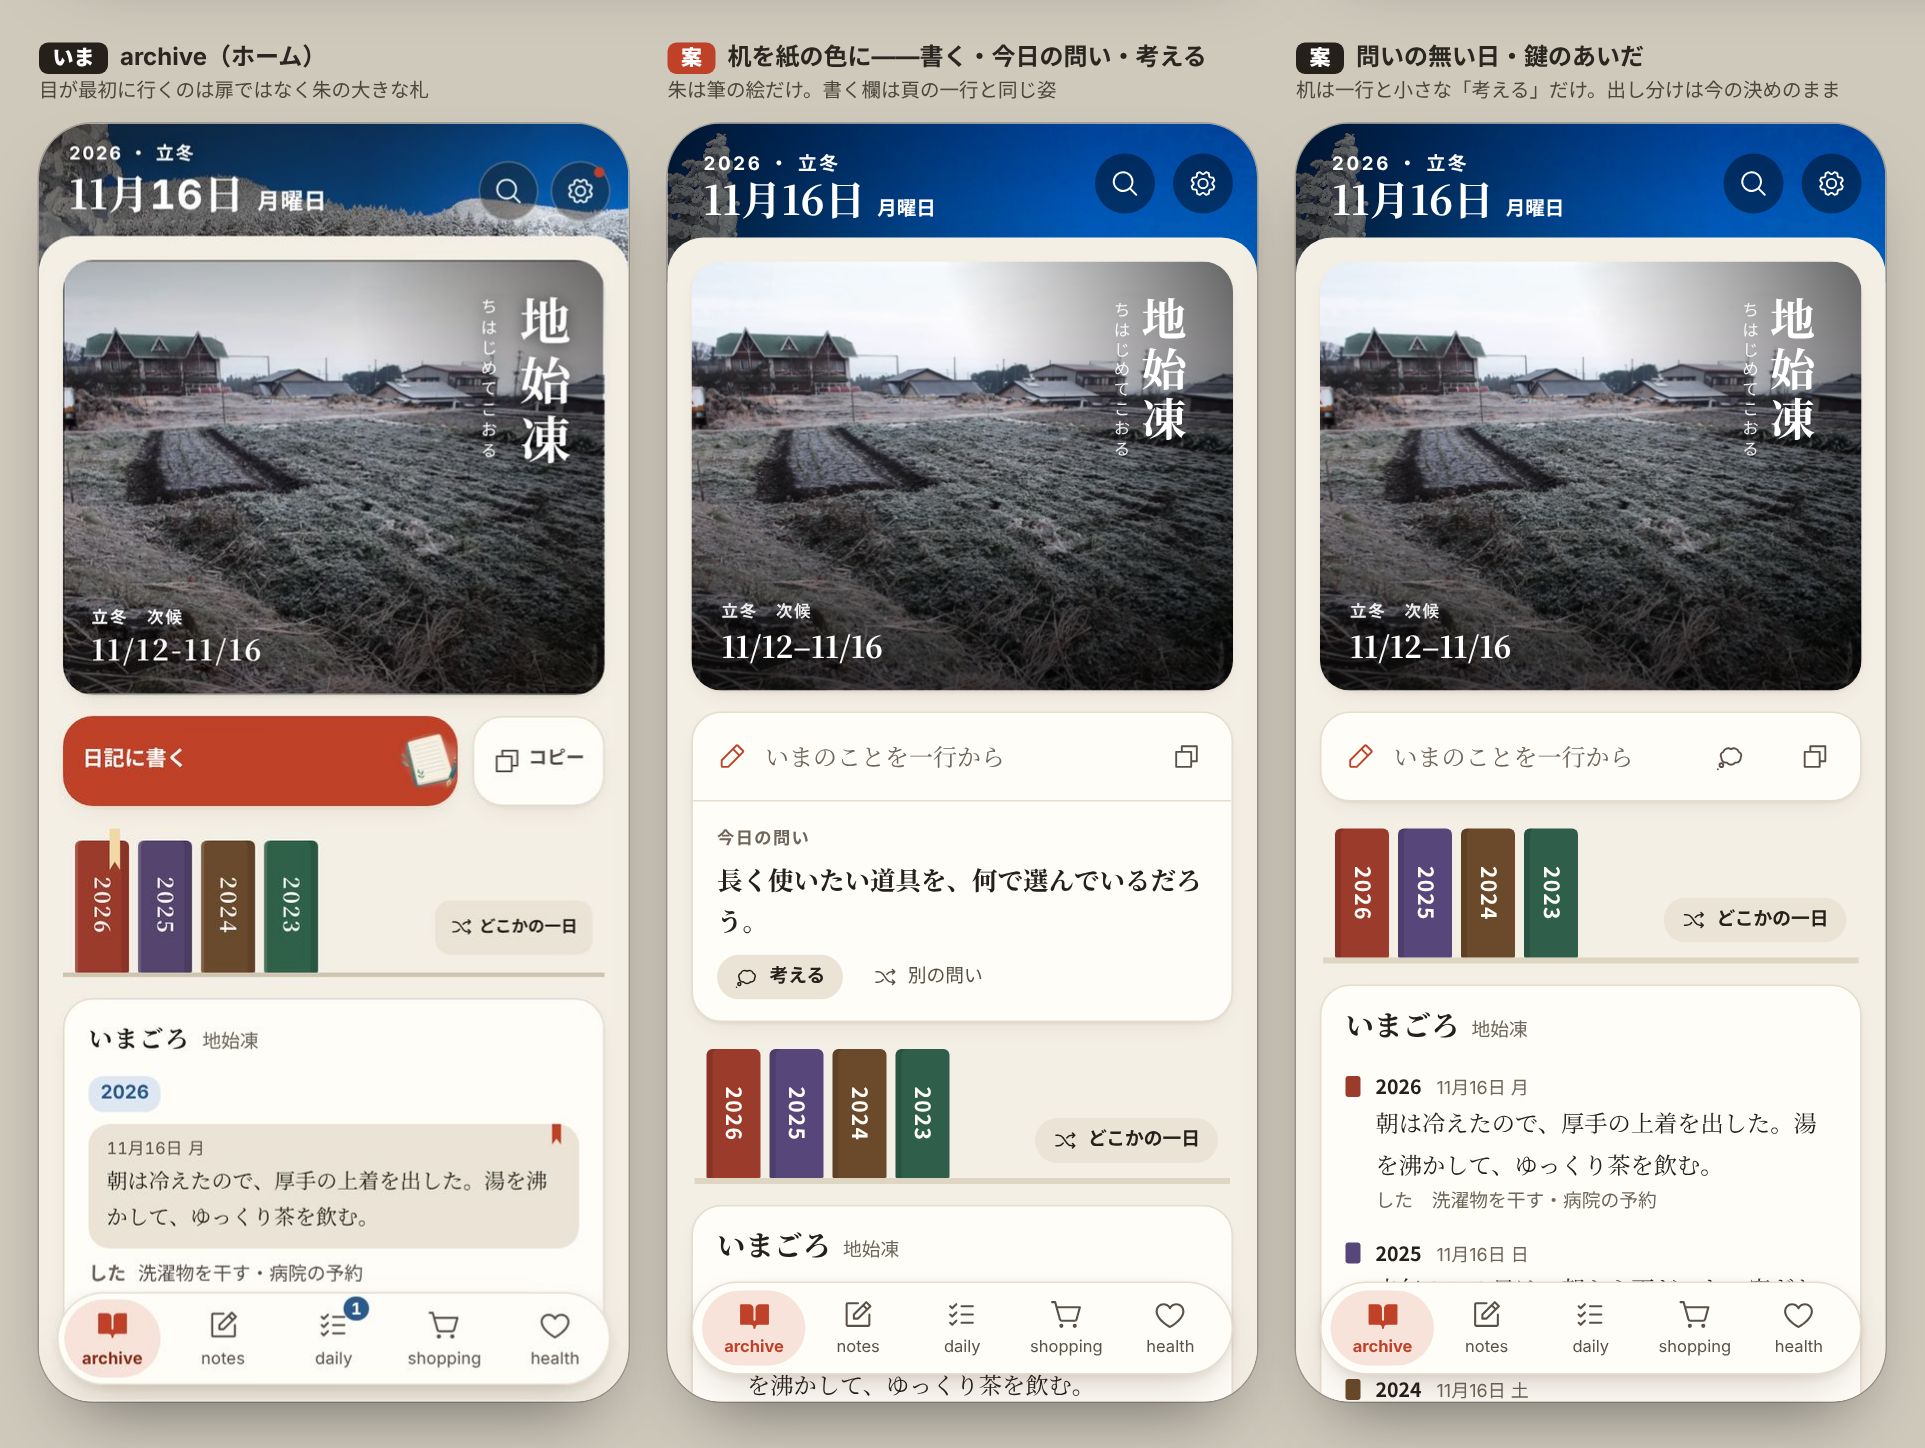 いま archive（ホーム）
目が最初に行くのは扉ではなく朱の大きな札
2026 ・ 立冬
11月16日 月曜日
地始凍
ちはじめてこおる
立冬 次候
11/12-11/16
日記に書く
コピー
2026
2025
2024
2023
どこかの一日
いまごろ 地始凍
2026
11月16日 月
朝は冷えたので、厚手の上着を出した。湯を沸
かして、ゆっくり茶を飲む。
した 洗濯物を干す・病院の予約
1
archive
notes
daily
shopping
health
案 机を紙の色に——書く・今日の問い・考える
朱は筆の絵だけ。書く欄は頁の一行と同じ姿
2026 ・ 立冬
11月16日 月曜日
地始凍
ちはじめてこおる
立冬 次候
11/12–11/16
いまのことを一行から
今日の問い
長く使いたい道具を、何で選んでいるだろ
う。
考える
別の問い
2026
2025
2024
2023
どこかの一日
いまごろ 地始凍
archive
notes
daily
shopping
health
を沸かして、ゆっくり茶を飲む。
案 問いの無い日・鍵のあいだ
机は一行と小さな「考える」だけ。出し分けは今の決めのまま
2026 ・ 立冬
11月16日 月曜日
地始凍
ちはじめてこおる
立冬 次候
11/12–11/16
いまのことを一行から
2026
2025
2024
2023
どこかの一日
いまごろ 地始凍
2026 11月16日 月
朝は冷えたので、厚手の上着を出した。湯
を沸かして、ゆっくり茶を飲む。
した 洗濯物を干す・病院の予約
2025 11月16日 日
archive
notes
daily
shopping
health
2024 11月16日 土